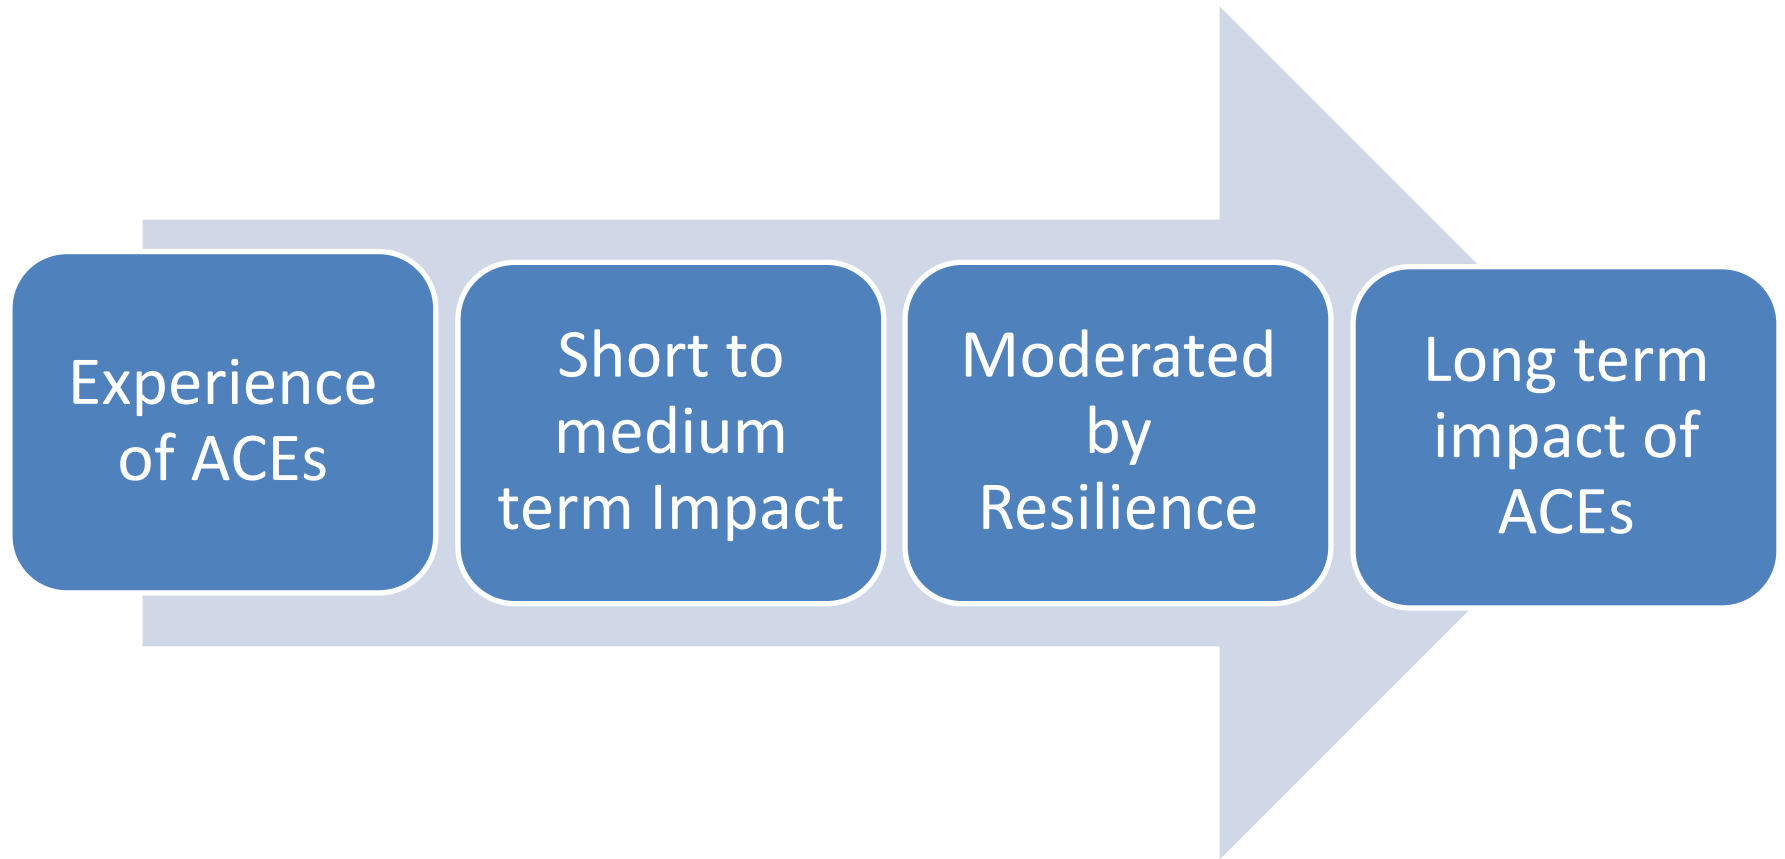 Experience
of ACEs
Short to
medium
term Impact
Moderated
by
Resilience
Long term
impact of
ACEs